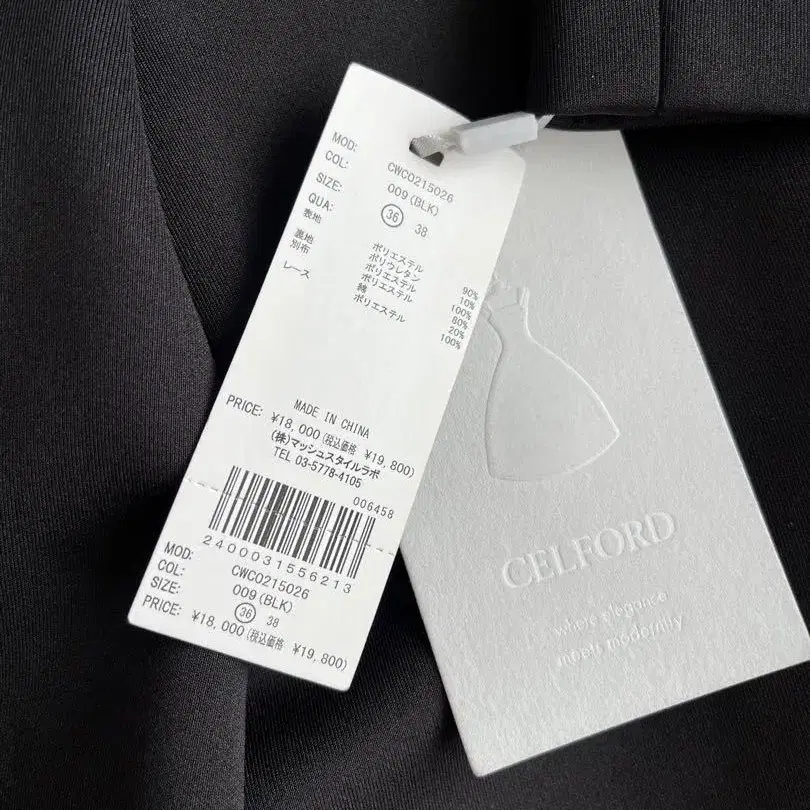 MOD: CWCO215026
COL: 009(BLK)
SIZE: 36 38
QUA:
表地 ポリエステル 90%
ポリウレタン 10%
裏地 ポリエステル 100%
別布 ポリエステル 80%
綿 20%
レース ポリエステル 100%
MADE IN CHINA
PRICE: ¥18,000(税込価格 ¥19,800)
(株)マッシュスタイルラボ
TEL 03-5778-4105
006458
2400031556213
MOD: CWCO215026
COL: 009(BLK)
SIZE: 36 38
PRICE: ¥18,000(税込価格 ¥19,800)
CELFORD
where elegance
meets modernity